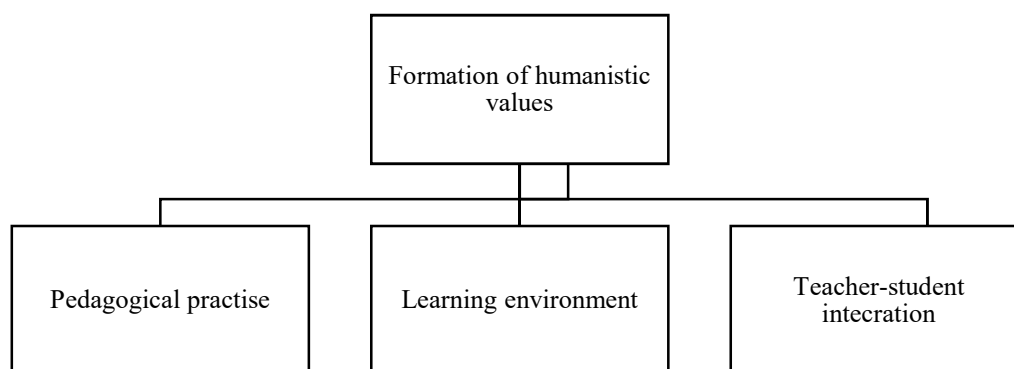 Formation of humanistic
values
Pedagogical practise
Learning environment
Teacher-student
intecration